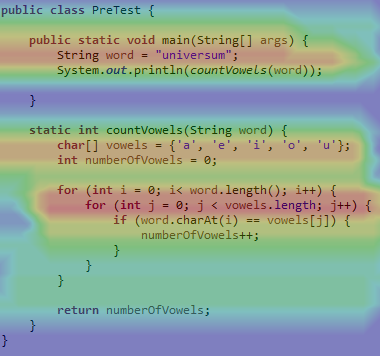 public class PreTest {
public static void main(String[] args) {
String word = "universum";
System.out.println(countVowels(word));
}
static int countVowels(String word) {
char[] vowels = {'a', 'e', 'i', 'o', 'u'};
int numberOfVowels = 0;
for (int i = 0; i< word.length(); i++) {
for (int j = 0; j < vowels.length; j++) {
if (word.charAt(i) == vowels[j]) {
numberOfVowels++;
}
}
}
return numberOfVowels;
}
}